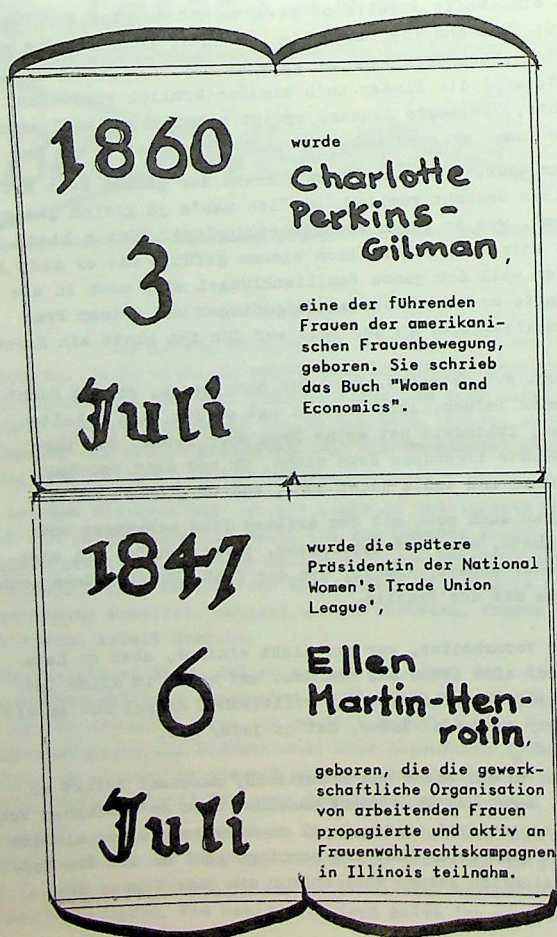 1860
3
Juli
wurde
Charlotte
Perkins-
Gilman,
eine der führenden
Frauen der amerikani-
schen Frauenbewegung,
geboren. Sie schrieb
das Buch "Women and
Economics".
1847
6
Juli
wurde die spätere
Präsidentin der National
Women's Trade Union
League',
Ellen
Martin-Hen-
rotin,
geboren, die die gewerk-
schaftliche Organisation
von arbeitenden Frauen
propagierte und aktiv an
Frauenwahlrechtskampagnen
in Illinois teilnahm.